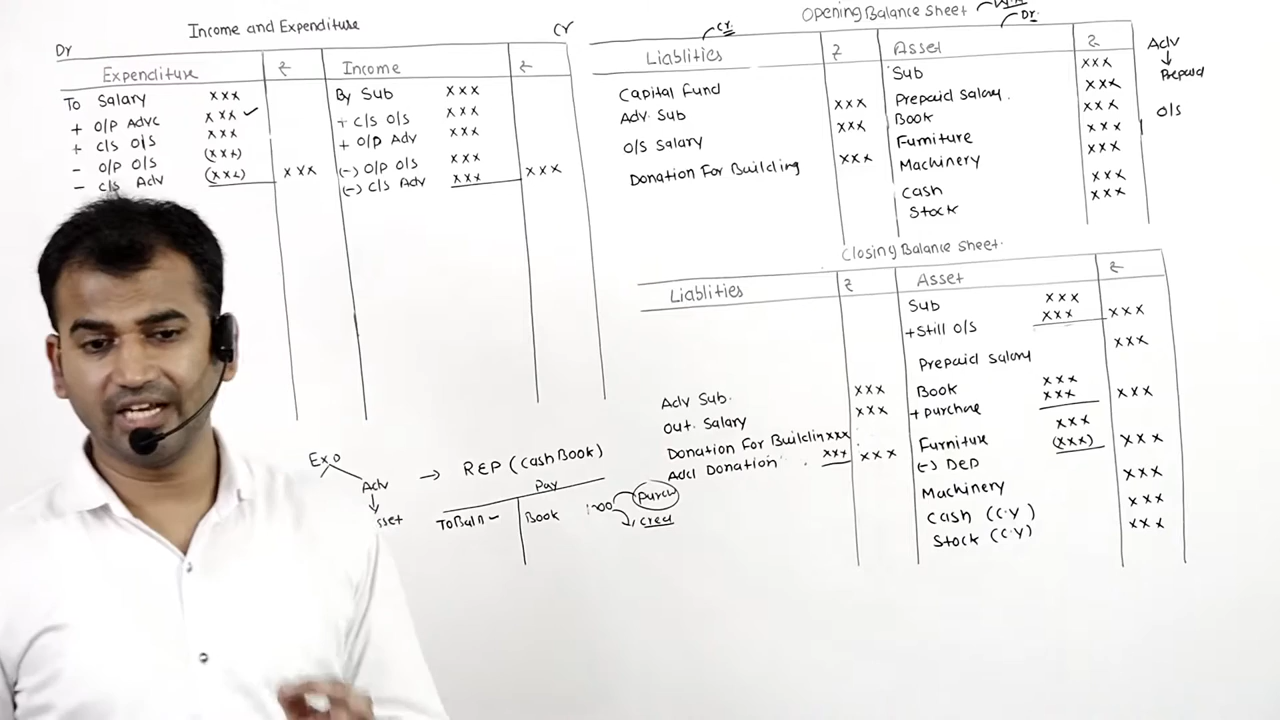 Income and Expenditure
Dr
Cr
Expenditure ₹ Income ₹
To Salary xxx By Sub xxx
+ O/P Advc xxx ✓ + C/S O/S xxx
+ C/S O/S xxx + O/P Adv xxx
- O/P O/S (xxx) (-) O/P O/S xxx
- C/S Adv (xxx) xxx (-) C/S Adv xxx xxx
Opening Balance Sheet
Cr.
Dr.
Liablities ₹ Asset ₹
Capital Fund
Adv Sub xxx
O/S Salary xxx
Donation For Building xxx
Sub xxx
Prepaid Salary. xxx
Book xxx
Furniture xxx
Machinery xxx
Cash xxx
Stock xxx
Adv
↓
Prepaid
O/S
Closing Balance Sheet
Liablities ₹ Asset ₹
Sub xxx
+Still O/S xxx xxx
Prepaid Salary xxx
Book xxx
+ purchae xxx xxx
Furniture xxx
(-) DED (xxx) xxx
Machinery xxx
Cash (C.Y) xxx
Stock (C.Y) xxx
Adv Sub. xxx
Out. Salary xxx
Donation For Buildin xxx
Add Donation xxx xxx
Adv
↓
sset
→ REP (Cash Book)
Pay
To Baln - Book
purch
cred